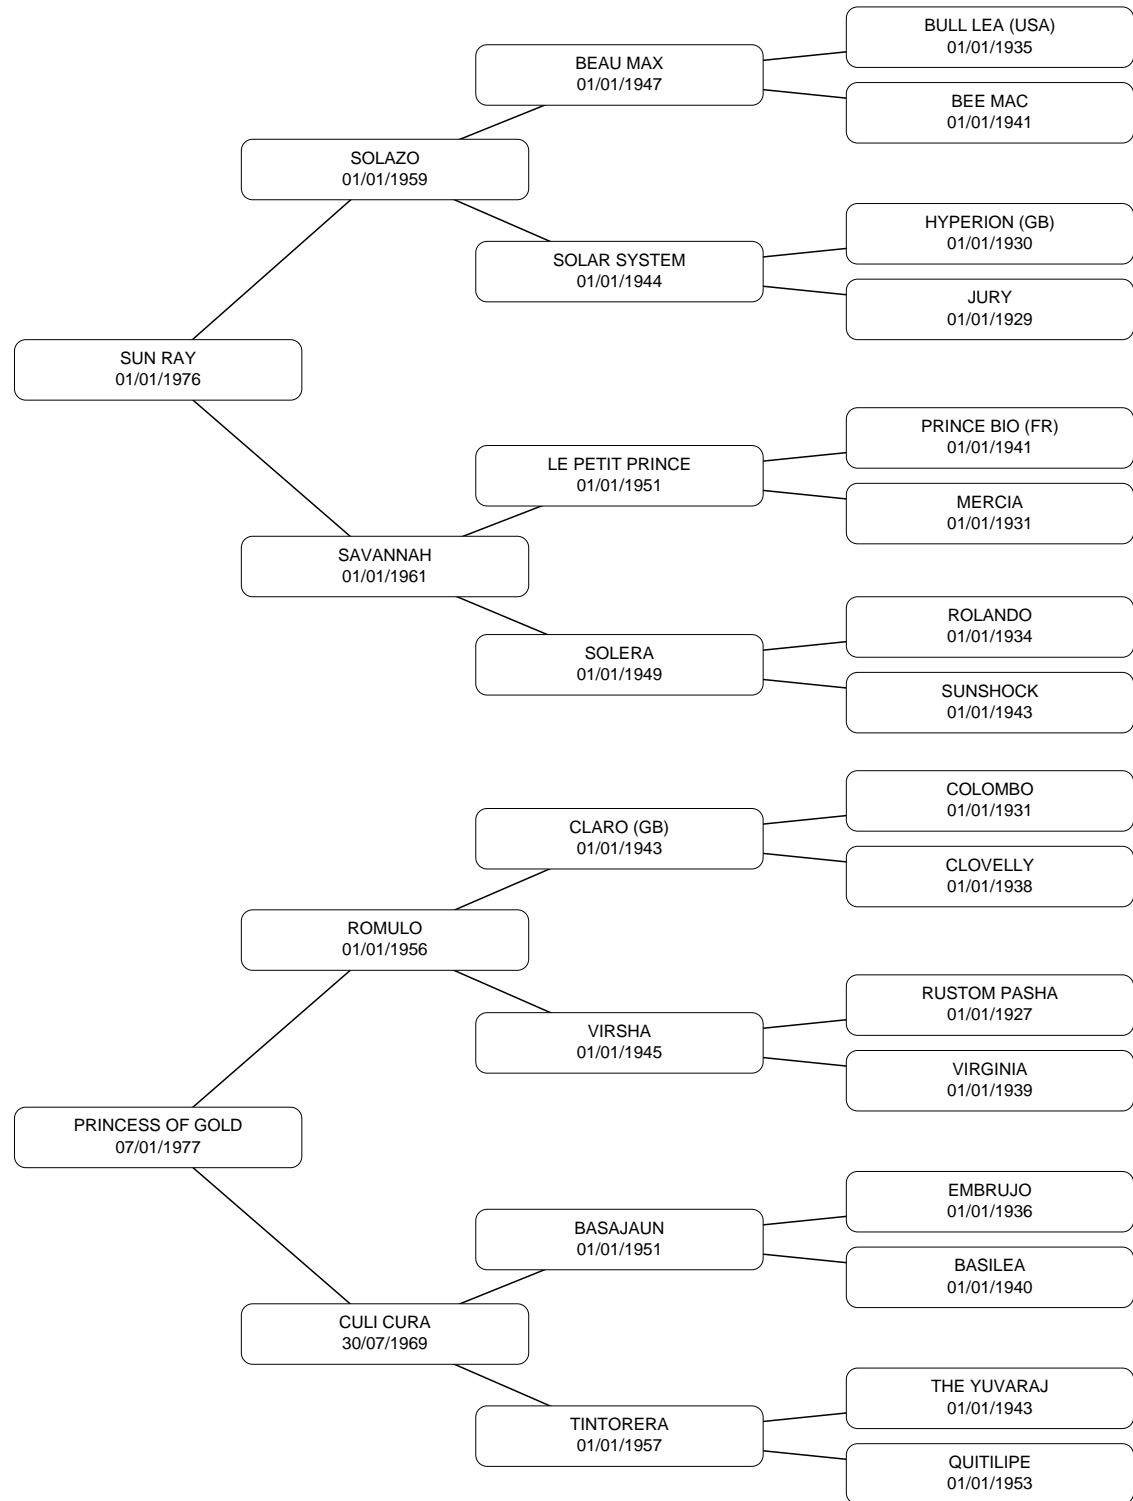 BULL LEA (USA)
01/01/1935
BEAU MAX
01/01/1947
BEE MAC
01/01/1941
SOLAZO
01/01/1959
HYPERION (GB)
01/01/1930
SOLAR SYSTEM
01/01/1944
JURY
01/01/1929
SUN RAY
01/01/1976
PRINCE BIO (FR)
01/01/1941
LE PETIT PRINCE
01/01/1951
MERCIA
01/01/1931
SAVANNAH
01/01/1961
ROLANDO
01/01/1934
SOLERA
01/01/1949
SUNSHOCK
01/01/1943
COLOMBO
01/01/1931
CLARO (GB)
01/01/1943
CLOVELLY
01/01/1938
ROMULO
01/01/1956
RUSTOM PASHA
01/01/1927
VIRSHA
01/01/1945
VIRGINIA
01/01/1939
PRINCESS OF GOLD
07/01/1977
EMBRUJO
01/01/1936
BASAJAUN
01/01/1951
BASILEA
01/01/1940
CULI CURA
30/07/1969
THE YUVARAJ
01/01/1943
TINTORERA
01/01/1957
QUITILIPE
01/01/1953